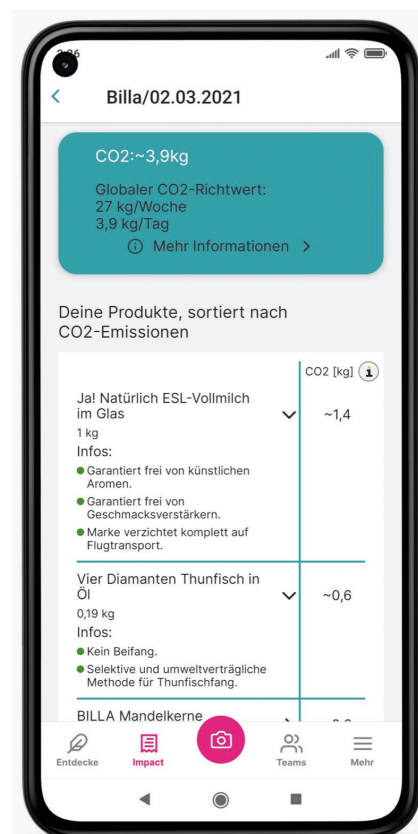 Billa/02.03.2021
CO2:~3,9kg
Globaler CO2-Richtwert:
27 kg/Woche
3,9 kg/Tag
Mehr Informationen
Deine Produkte, sortiert nach
CO2-Emissionen
CO2 [kg]
Ja! Natürlich ESL-Vollmilch
im Glas
~1,4
1 kg
Infos:
Garantiert frei von künstlichen
Aromen.
Garantiert frei von
Geschmacksverstärkern.
Marke verzichtet komplett auf
Flugtransport.
Vier Diamanten Thunfisch in
Öl
~0,6
0,19 kg
Infos:
Kein Beifang.
Selektive und umweltverträgliche
Methode für Thunfischfang.
BILLA Mandelkerne
Entdecke
Impact
Teams
Mehr